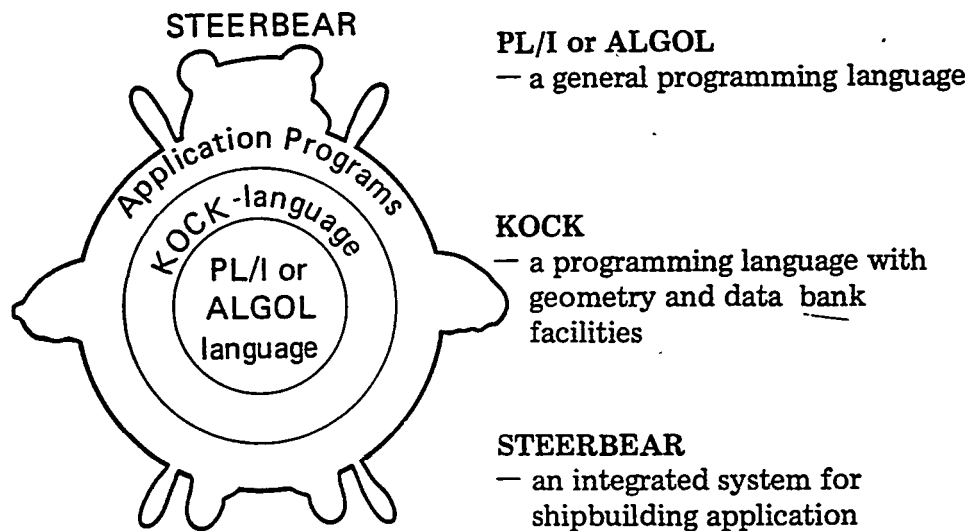 STEERBEAR
Application Programs
KOCK-language
PL/I or
ALGOL
language
PL/I or ALGOL
— a general programming language
KOCK
— a programming language with
geometry and data bank
facilities
STEERBEAR
— an integrated system for
shipbuilding application